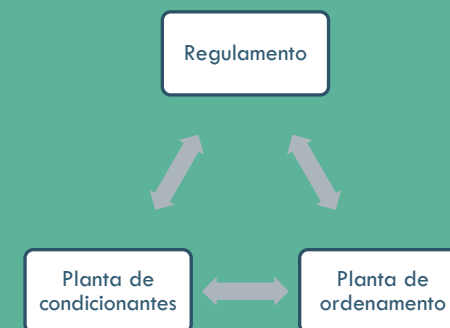 Regulamento
Planta de
condicionantes
Planta de
ordenamento